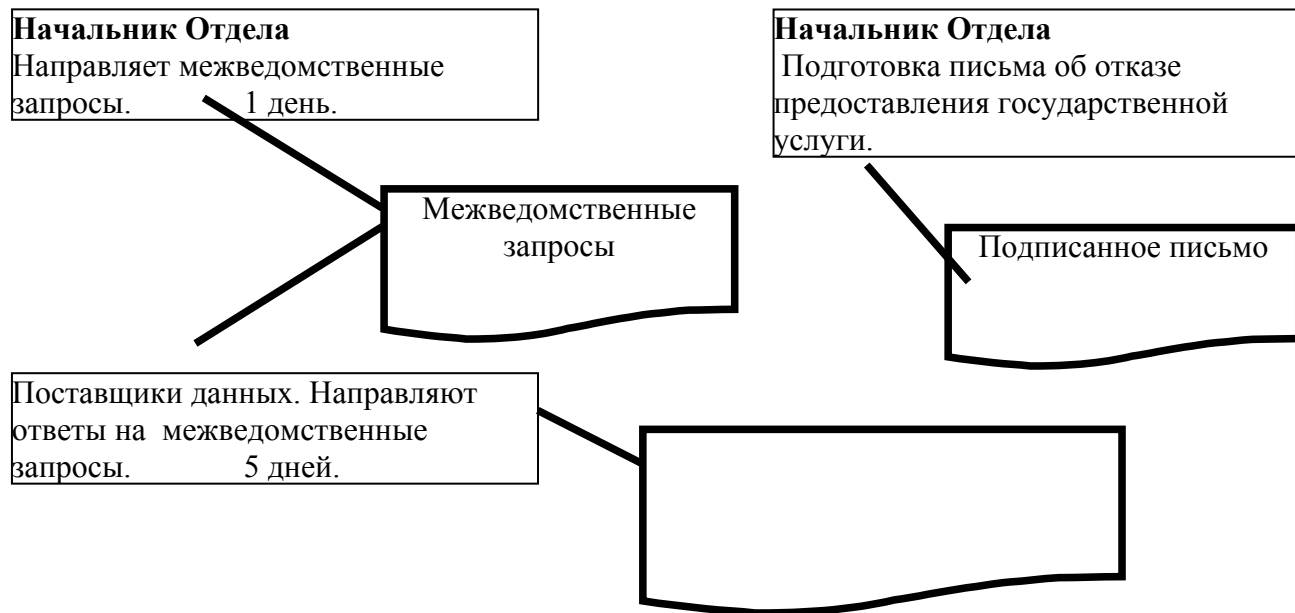 Начальник Отдела
Направляет межведомственные
запросы. 1 день.
Начальник Отдела
Подготовка письма об отказе
предоставления государственной
услуги.
Межведомственные
запросы
Подписанное письмо
Поставщики данных. Направляют
ответы на межведомственные
запросы. 5 дней.